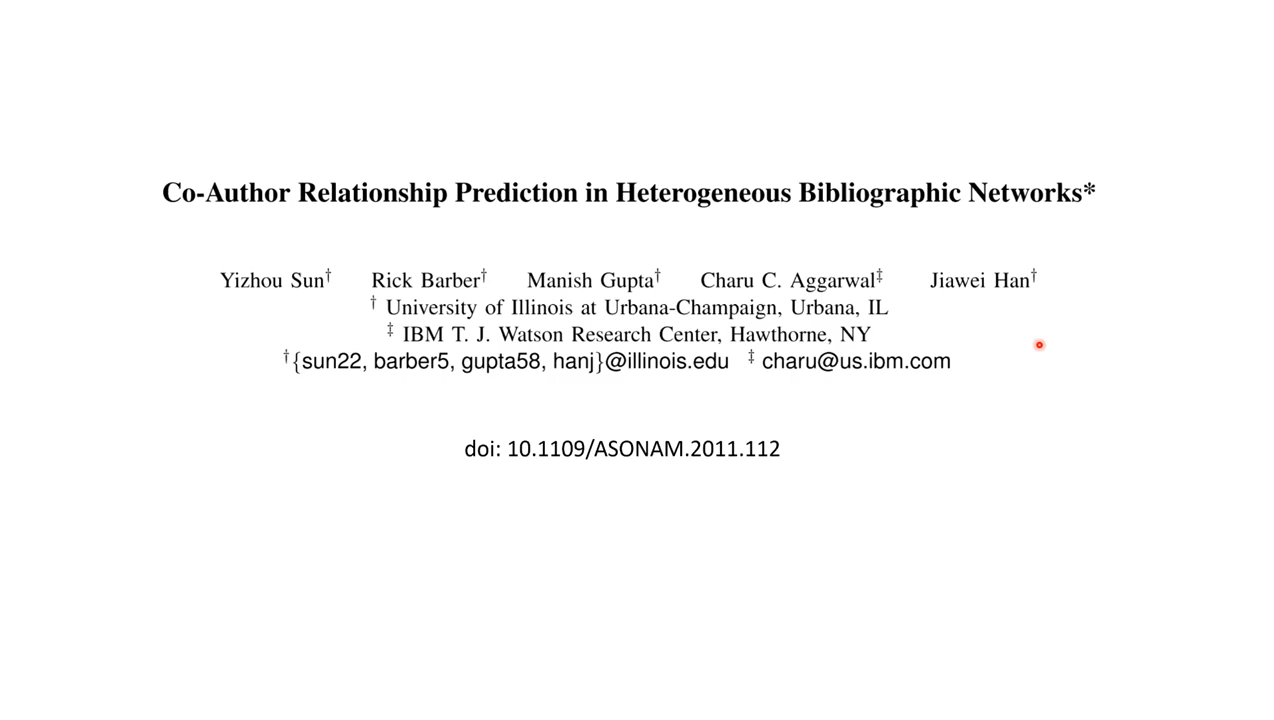 Co-Author Relationship Prediction in Heterogeneous Bibliographic Networks*
Yizhou Sun† Rick Barber† Manish Gupta† Charu C. Aggarwal‡ Jiawei Han†
† University of Illinois at Urbana-Champaign, Urbana, IL
‡ IBM T. J. Watson Research Center, Hawthorne, NY
†{sun22, barber5, gupta58, hanj}@illinois.edu ‡ charu@us.ibm.com
doi: 10.1109/ASONAM.2011.112